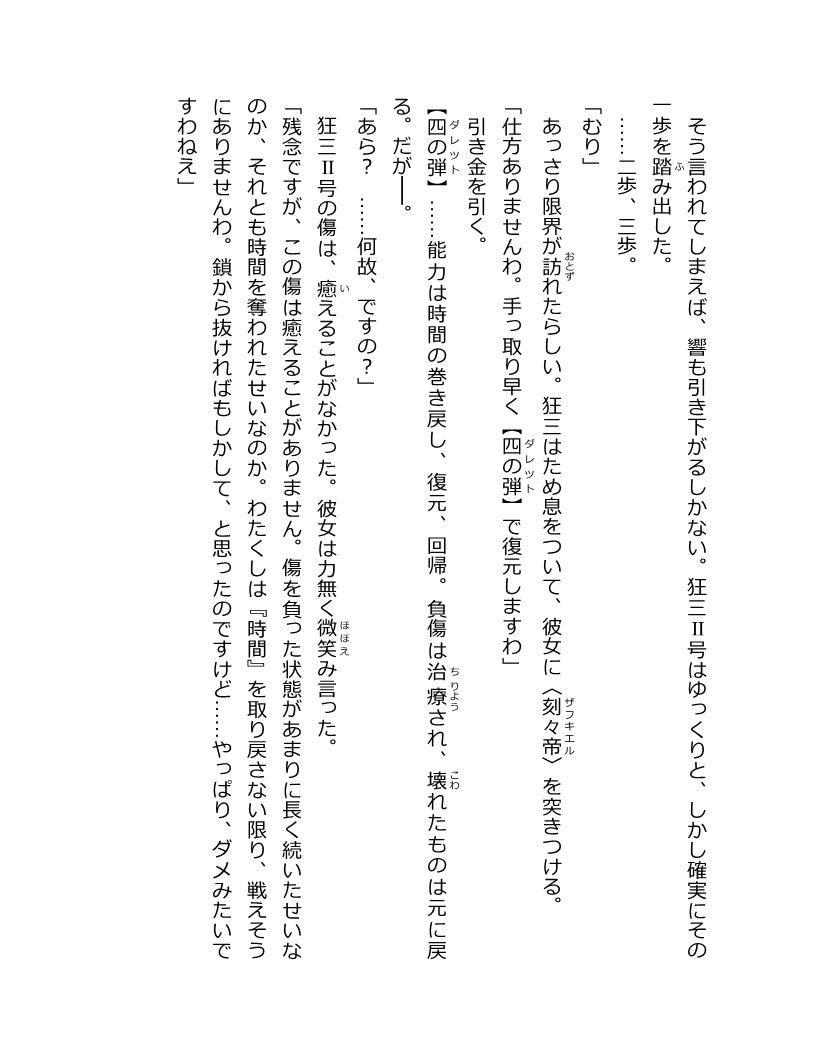 そう言われてしまえば、響も引き下がるしかない。狂三Ⅱ号はゆっくりと、しかし確実にその
一歩を踏み出した。
　……二歩、三歩。
「むり」
　あっさり限界が訪れたらしい。狂三はため息をついて、彼女に〈刻々帝〉を突きつける。
「仕方ありませんわ。手っ取り早く【四の弾】で復元しますわ」
　引き金を引く。
【四の弾】……能力は時間の巻き戻し、復元、回帰。負傷は治療され、壊れたものは元に戻
る。だが――。
「あら？　……何故、ですの？」
　狂三Ⅱ号の傷は、癒えることがなかった。彼女は力無く微笑み言った。
「残念ですが、この傷は癒えることがありません。傷を負った状態があまりに長く続いたせいな
のか、それとも時間を奪われたせいなのか。わたくしは『時間』を取り戻さない限り、戦えそう
にありませんわ。鎖から抜ければもしかして、と思ったのですけど……やっぱり、ダメみたいで
すわねえ」